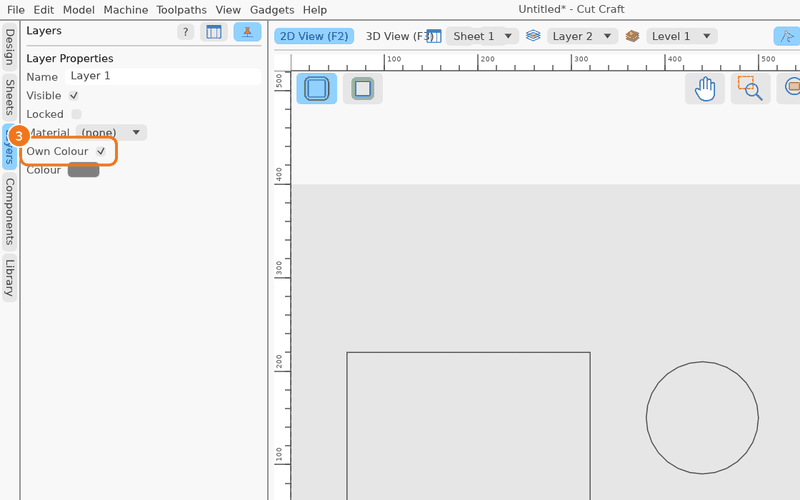 File Edit Model Machine Toolpaths View Gadgets Help
Untitled* - Cut Craft
Layers
?
2D View (F2)
3D View (F3)
Sheet 1
Layer 2
Level 1
Design
Sheets
Components
Library
Layer Properties
Name Layer 1
Visible
Locked
3
Material (none)
Own Colour
Colour
100
200
300
400
500
500
400
300
200
100